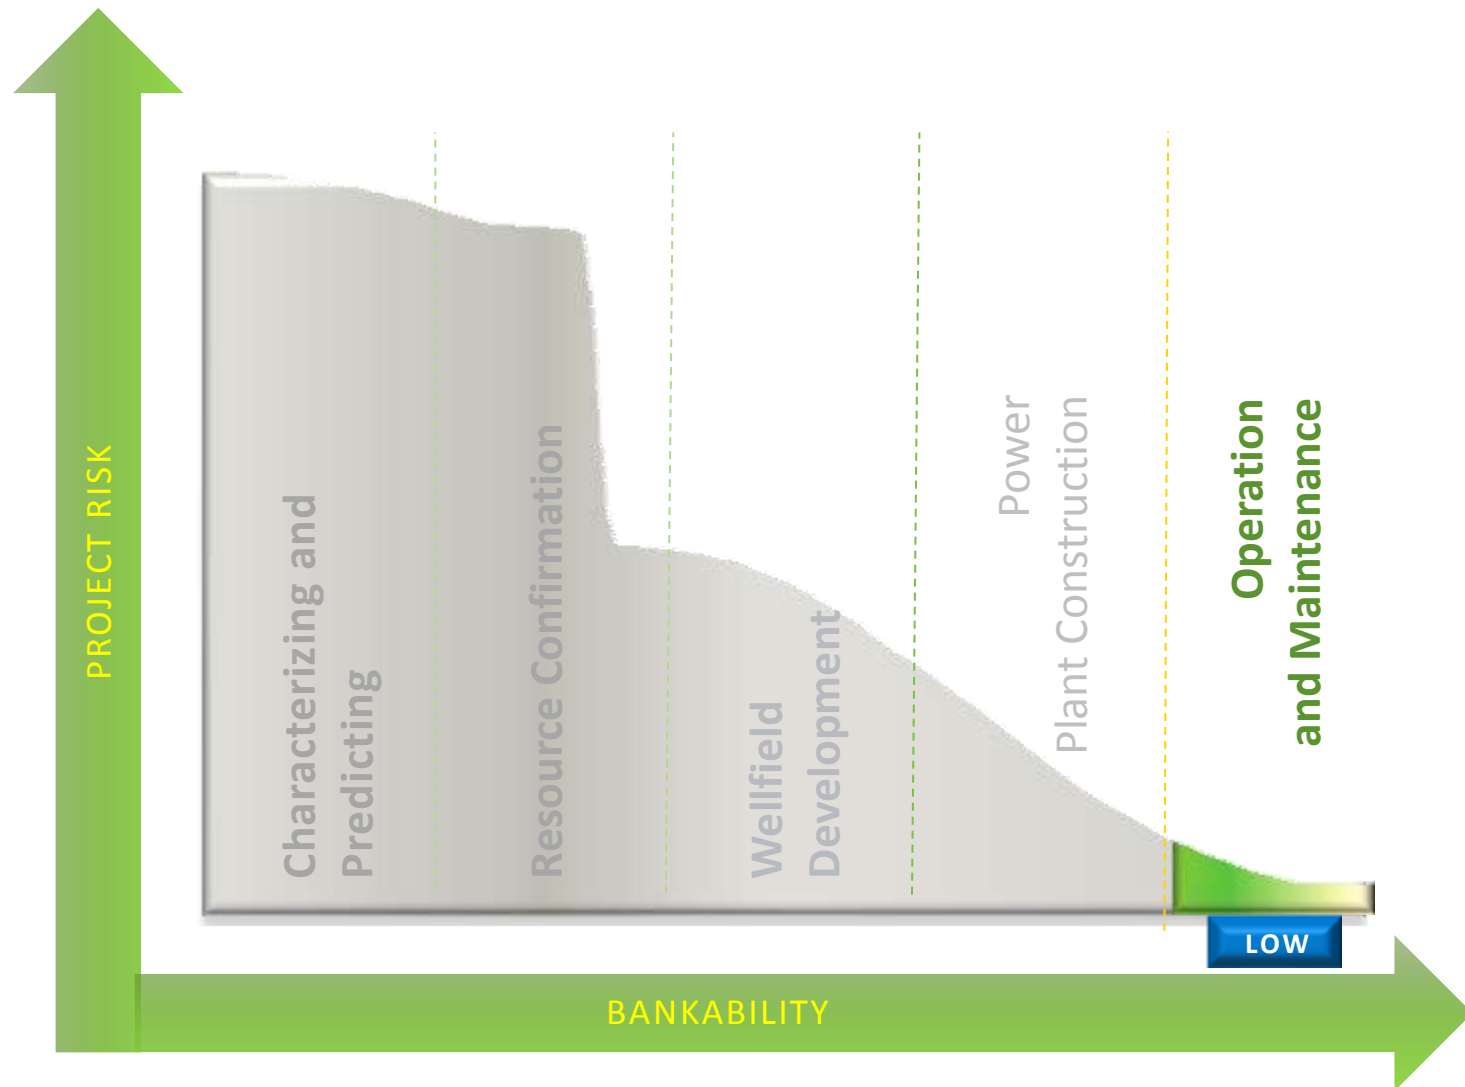 PROJECT RISK
Characterizing and
Predicting
Resource Confirmation
Wellfield
Development
Power
Plant Construction
Operation
and Maintenance
LOW
BANKABILITY